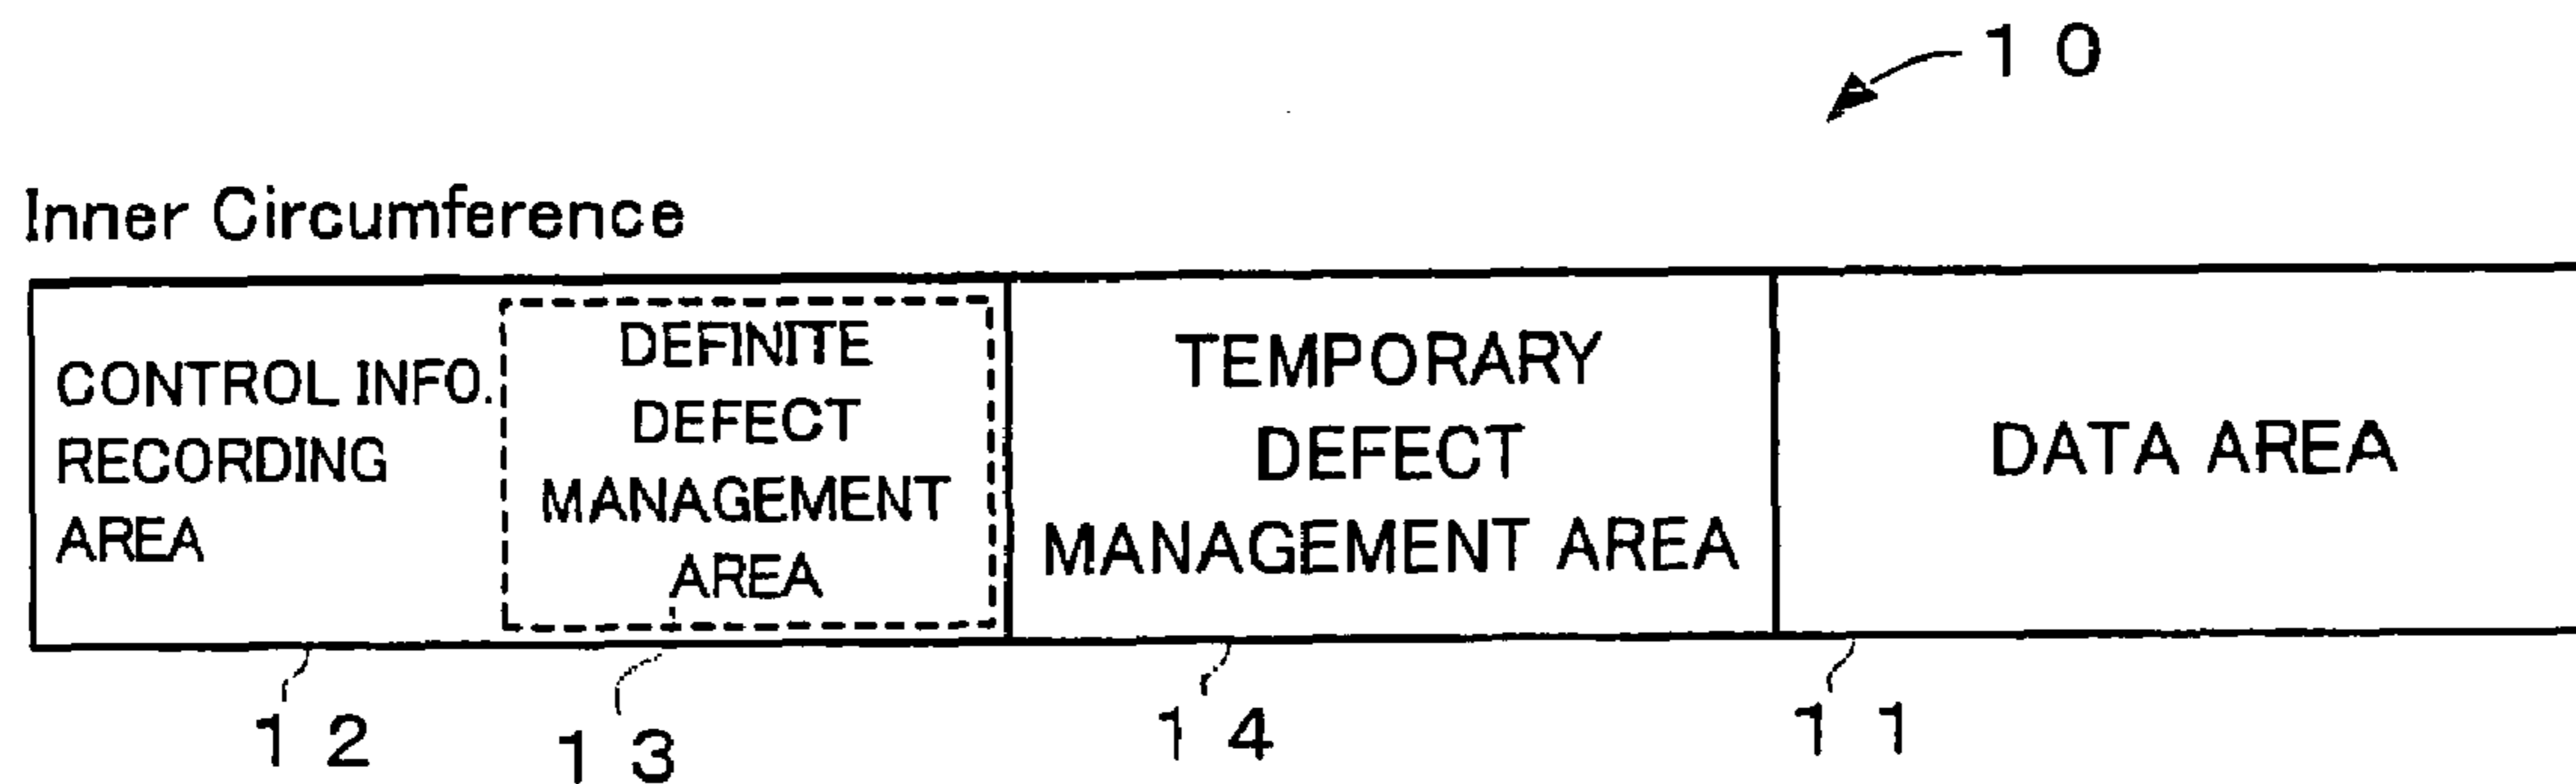 10
Inner Circumference
CONTROL INFO.
RECORDING
AREA
DEFINITE
DEFECT
MANAGEMENT
AREA
TEMPORARY
DEFECT
MANAGEMENT AREA
DATA AREA
12
13
14
11